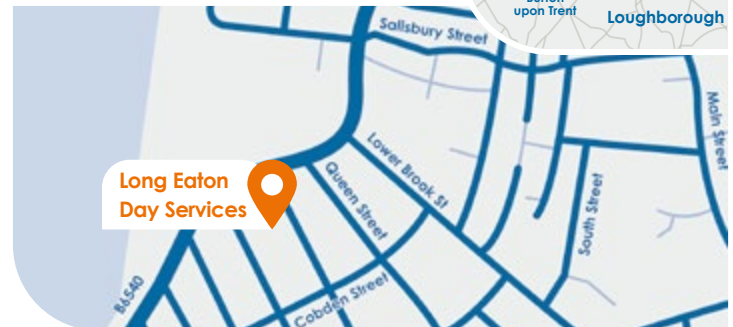 upon Trent
Loughborough
Salisbury Street
Main Street
Lower Brook St
Queen Street
South Street
Long Eaton
Day Services
B6540
Cobden Street